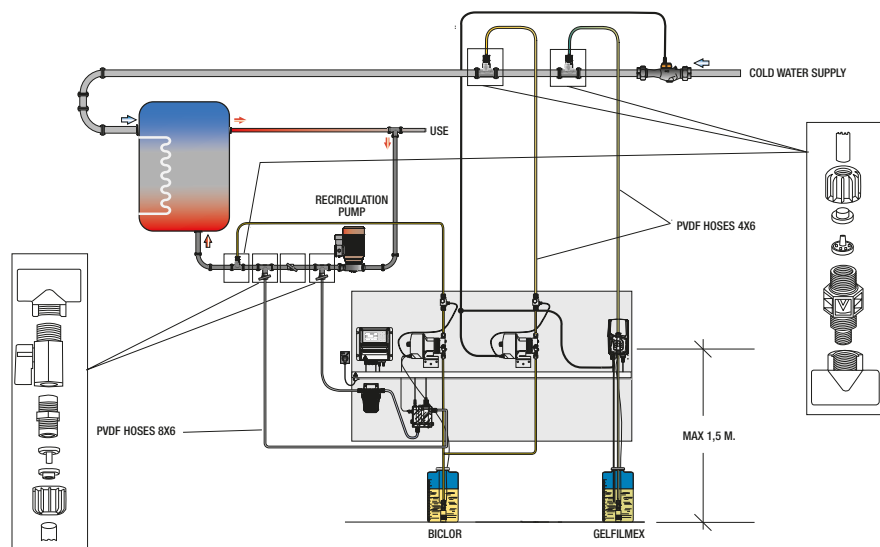 COLD WATER SUPPLY
USE
RECIRCULATION
PUMP
PVDF HOSES 4X6
PVDF HOSES 8X6
MAX 1,5 M.
BICLOR
GELFILMEX